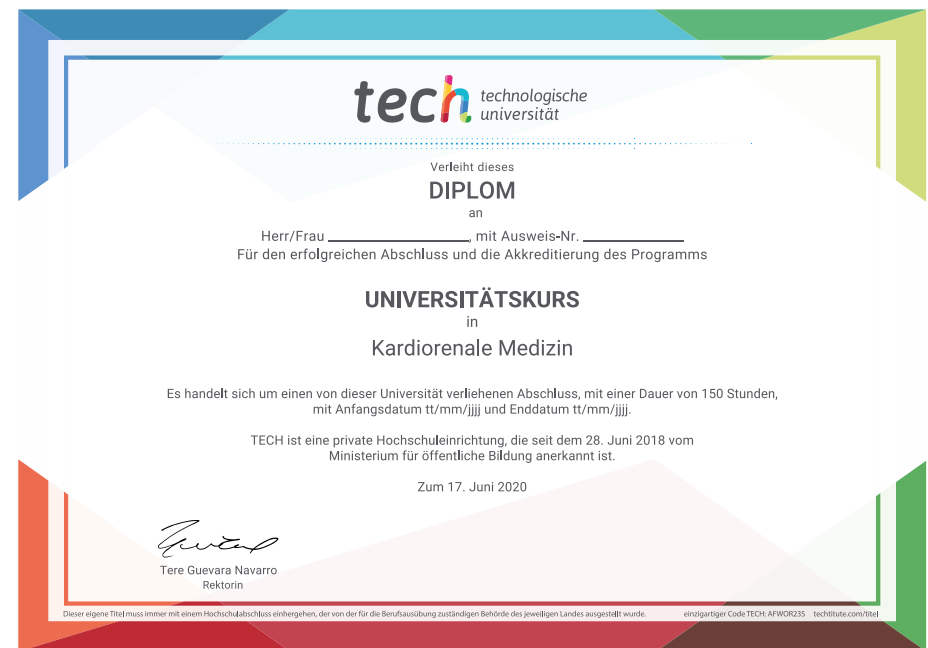 tech technologische
universität
Verleiht dieses
DIPLOM
an
Herr/Frau ____________________, mit Ausweis-Nr. ______________
Für den erfolgreichen Abschluss und die Akkreditierung des Programms
UNIVERSITÄTSKURS
in
Kardiorenale Medizin
Es handelt sich um einen von dieser Universität verliehenen Abschluss, mit einer Dauer von 150 Stunden,
mit Anfangsdatum tt/mm/jjjj und Enddatum tt/mm/jjjj.
TECH ist eine private Hochschuleinrichtung, die seit dem 28. Juni 2018 vom
Ministerium für öffentliche Bildung anerkannt ist.
Zum 17. Juni 2020
Tere Guevara Navarro
Rektorin
Dieser eigene Titel muss immer mit einem Hochschulabschluss einhergehen, der von der für die Berufsausübung zuständigen Behörde des jeweiligen Landes ausgestellt wurde. einzigartiger Code TECH: AFWOR23S techtitute.com/titel